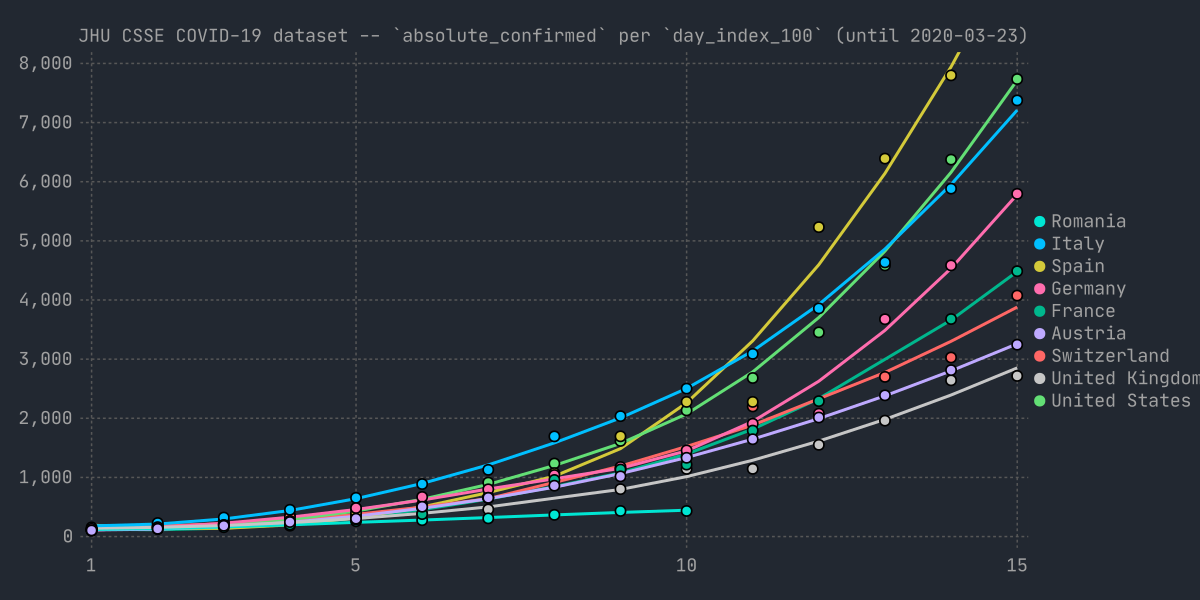 JHU CSSE COVID-19 dataset -- `absolute_confirmed` per `day_index_100` (until 2020-03-23)
8,000
7,000
6,000
5,000
4,000
3,000
2,000
1,000
0
1 5 10 15
Romania
Italy
Spain
Germany
France
Austria
Switzerland
United Kingdom
United States